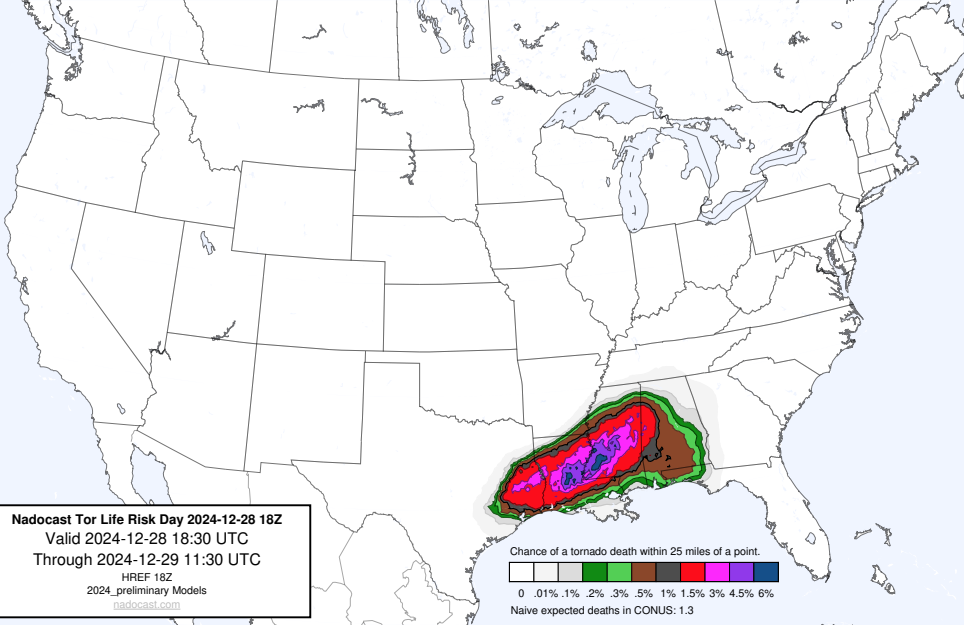 Nadocast Tor Life Risk Day 2024-12-28 18Z
Valid 2024-12-28 18:30 UTC
Through 2024-12-29 11:30 UTC
HREF 18Z
2024_preliminary Models
nadocast.com
Chance of a tornado death within 25 miles of a point.
0 .01% .1% .2% .3% .5% 1% 1.5% 3% 4.5% 6%
Naive expected deaths in CONUS: 1.3